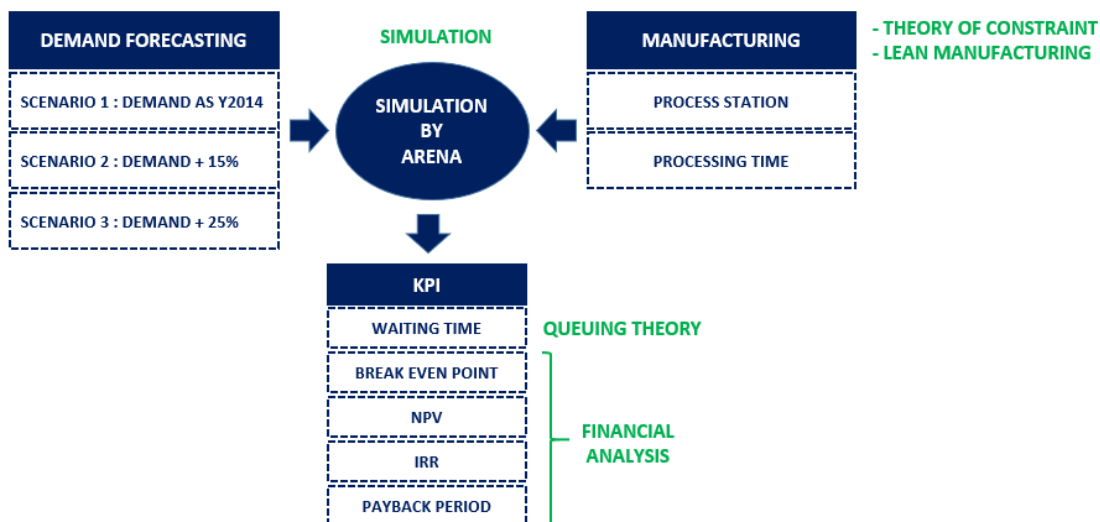 DEMAND FORECASTING
SCENARIO 1 : DEMAND AS Y2014
SCENARIO 2 : DEMAND + 15%
SCENARIO 3 : DEMAND + 25%
SIMULATION
SIMULATION
BY
ARENA
MANUFACTURING
PROCESS STATION
PROCESSING TIME
- THEORY OF CONSTRAINT
- LEAN MANUFACTURING
KPI
WAITING TIME
BREAK EVEN POINT
NPV
IRR
PAYBACK PERIOD
QUEUING THEORY
FINANCIAL
ANALYSIS